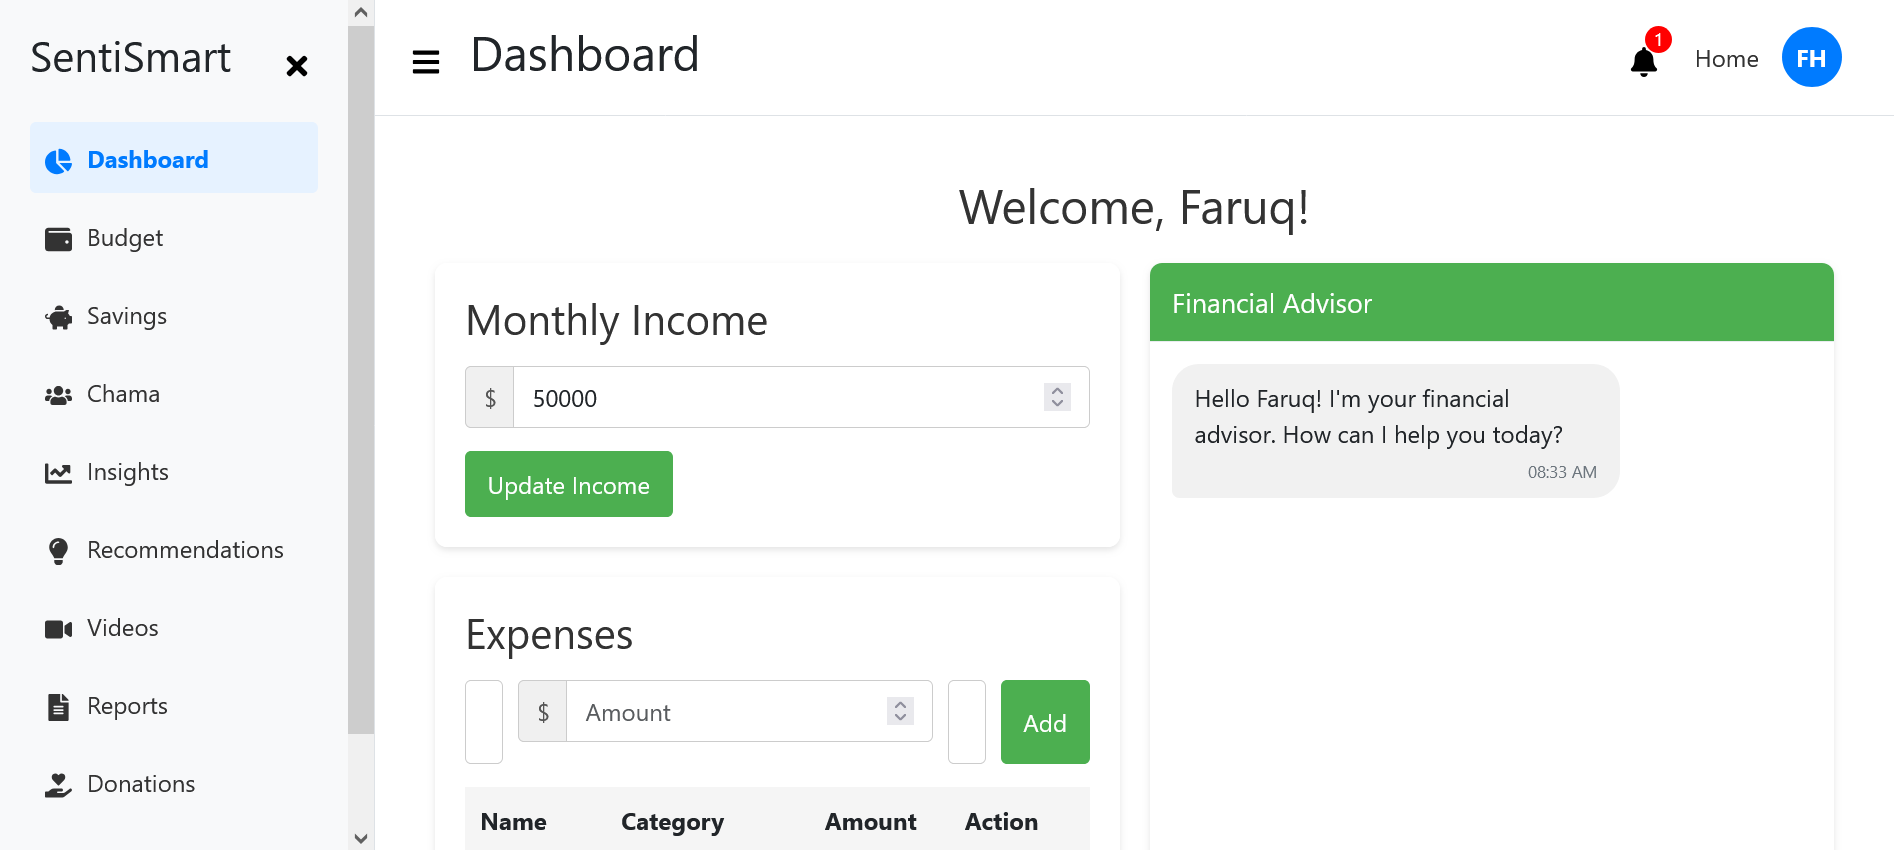 SentiSmart
Dashboard
Budget
Savings
Chama
Insights
Recommendations
Videos
Reports
Donations
Dashboard
1
Home
FH
Welcome, Faruq!
Monthly Income
$ 50000
Update Income
Expenses
$ Amount
Add
Name Category Amount Action
Financial Advisor
Hello Faruq! I'm your financial
advisor. How can I help you today?
08:33 AM